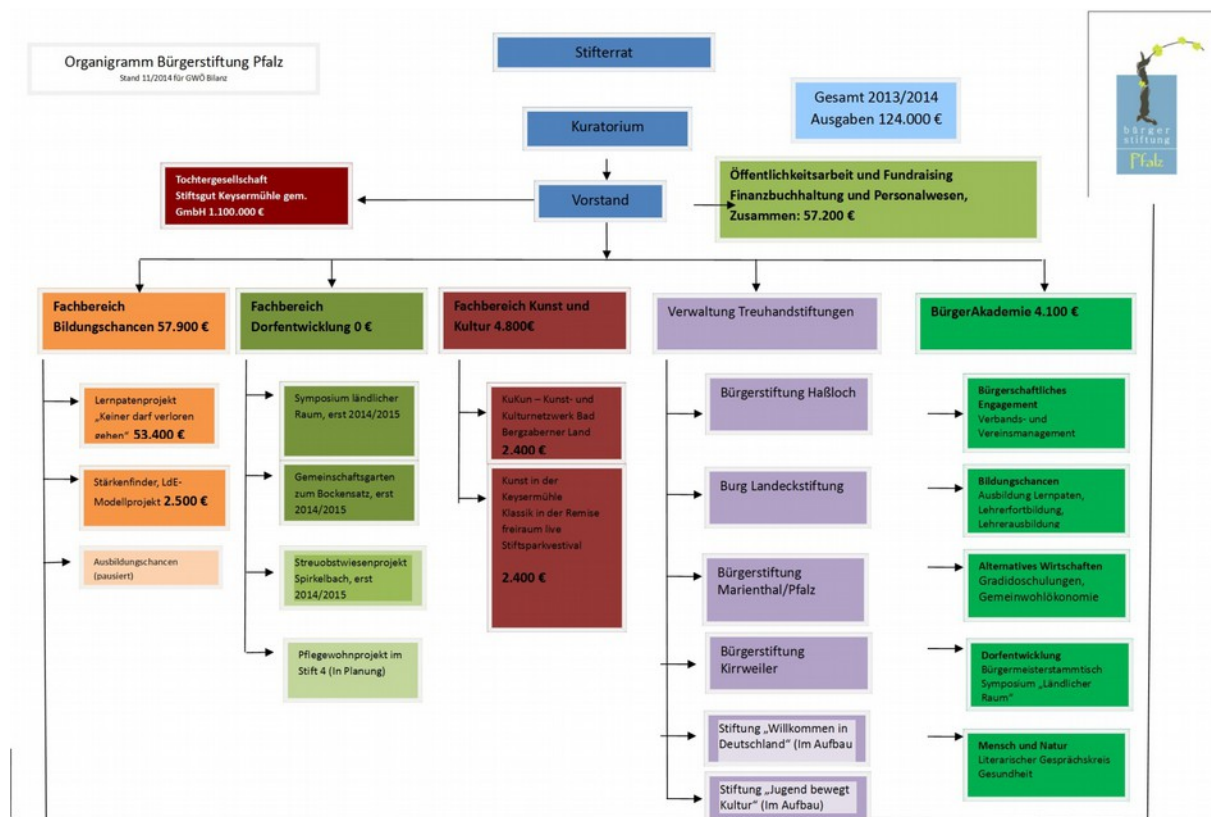 Organigramm Bürgerstiftung Pfalz
Stand 11/2014 für GWÖ Bilanz
Stifterrat
Gesamt 2013/2014
Ausgaben 124.000 €
bürger
stiftung
Pfalz
Kuratorium
Tochtergesellschaft
Stiftsgut Keysermühle gem.
GmbH 1.100.000 €
Vorstand
Öffentlichkeitsarbeit und Fundraising
Finanzbuchhaltung und Personalwesen,
Zusammen: 57.200 €
Fachbereich
Bildungschancen 57.900 €
Fachbereich
Dorfentwicklung 0 €
Fachbereich Kunst und
Kultur 4.800€
Verwaltung Treuhandstiftungen
BürgerAkademie 4.100 €
Lernpatenprojekt
„Keiner darf verloren
gehen“ 53.400 €
Stärkenfinder, LdE-
Modellprojekt 2.500 €
Ausbildungschancen
(pausiert)
Symposium ländlicher
Raum, erst 2014/2015
Gemeinschaftsgarten
zum Bockensatz, erst
2014/2015
Streuobstwiesenprojekt
Spirkelbach, erst
2014/2015
Pflegewohnprojekt im
Stift 4 (In Planung)
KuKun – Kunst- und
Kulturnetzwerk Bad
Bergzaberner Land
2.400 €
Kunst in der
Keysermühle
Klassik in der Remise
freiraum live
Stiftsparkvestival
2.400 €
Bürgerstiftung Haßloch
Burg Landeckstiftung
Bürgerstiftung
Marienthal/Pfalz
Bürgerstiftung
Kirrweiler
Stiftung „Willkommen in
Deutschland“ (Im Aufbau
Stiftung „Jugend bewegt
Kultur“ (Im Aufbau)
Bürgerschaftliches
Engagement
Verbands- und
Vereinsmanagement
Bildungschancen
Ausbildung Lernpaten,
Lehrerfortbildung,
Lehrerausbildung
Alternatives Wirtschaften
Gradidoschulungen,
Gemeinwohlökonomie
Dorfentwicklung
Bürgermeisterstammtisch
Symposium „Ländlicher
Raum“
Mensch und Natur
Literarischer Gesprächskreis
Gesundheit